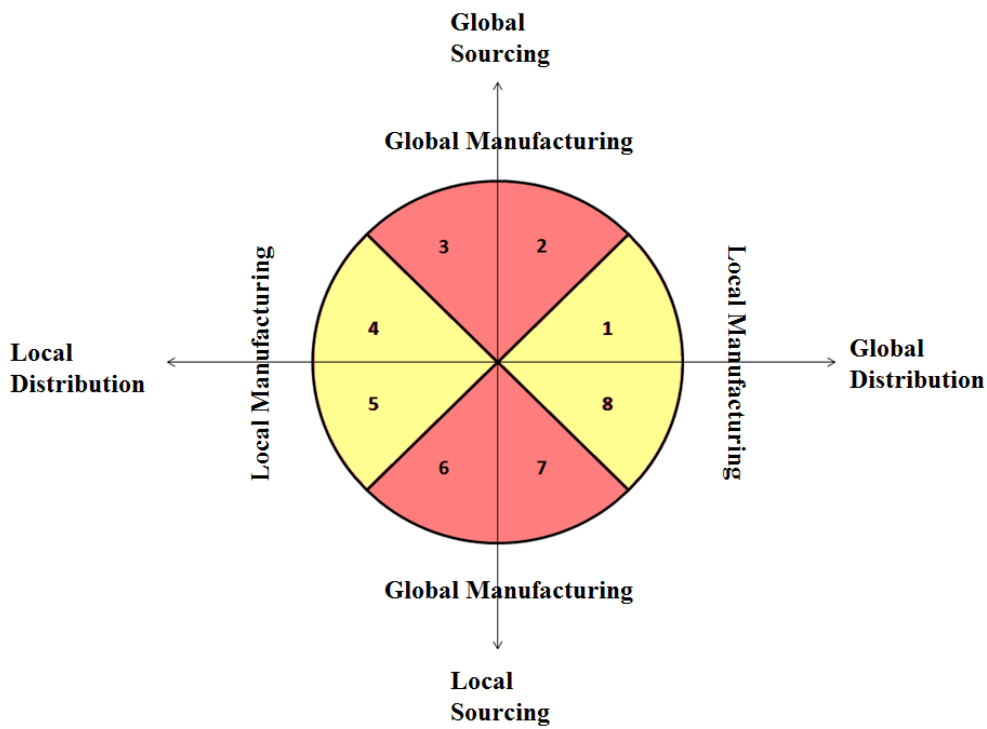 Global
Sourcing
Global Manufacturing
3
2
Local Manufacturing
Local Manufacturing
4
1
Local
Distribution
Global
Distribution
5
8
6
7
Global Manufacturing
Local
Sourcing